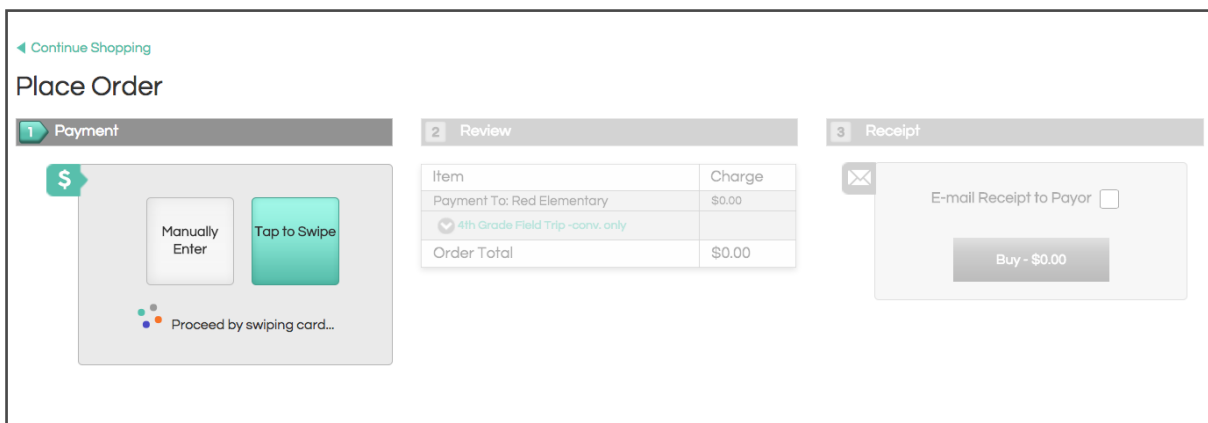 Continue Shopping
Place Order
1 Payment
$
Manually
Enter
Tap to Swipe
Proceed by swiping card...
2 Review
Item Charge
Payment To: Red Elementary $0.00
4th Grade Field Trip -conv. only
Order Total $0.00
3 Receipt
E-mail Receipt to Payor
Buy - $0.00